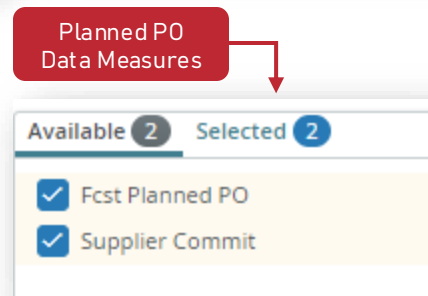 Planned PO
Data Measures
Available 2 Selected 2
Fcst Planned PO
Supplier Commit